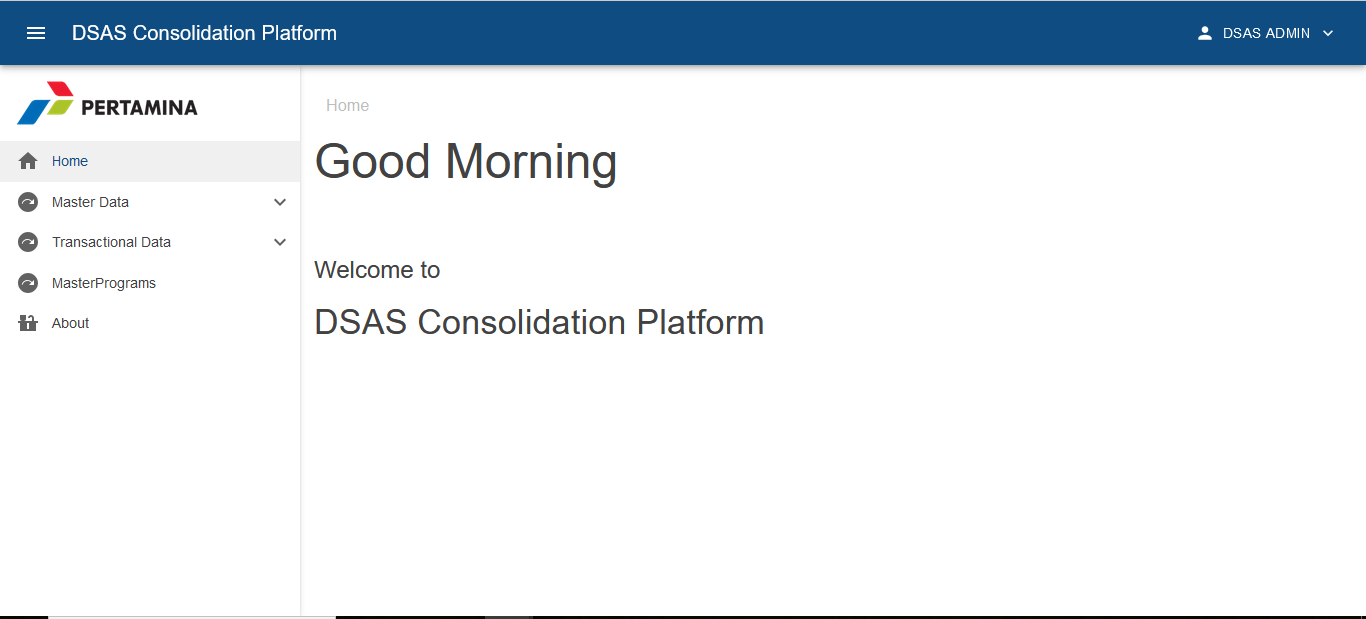 DSAS Consolidation Platform
DSAS ADMIN
PERTAMINA
Home
Master Data
Transactional Data
MasterPrograms
About
Home
Good Morning
Welcome to
DSAS Consolidation Platform